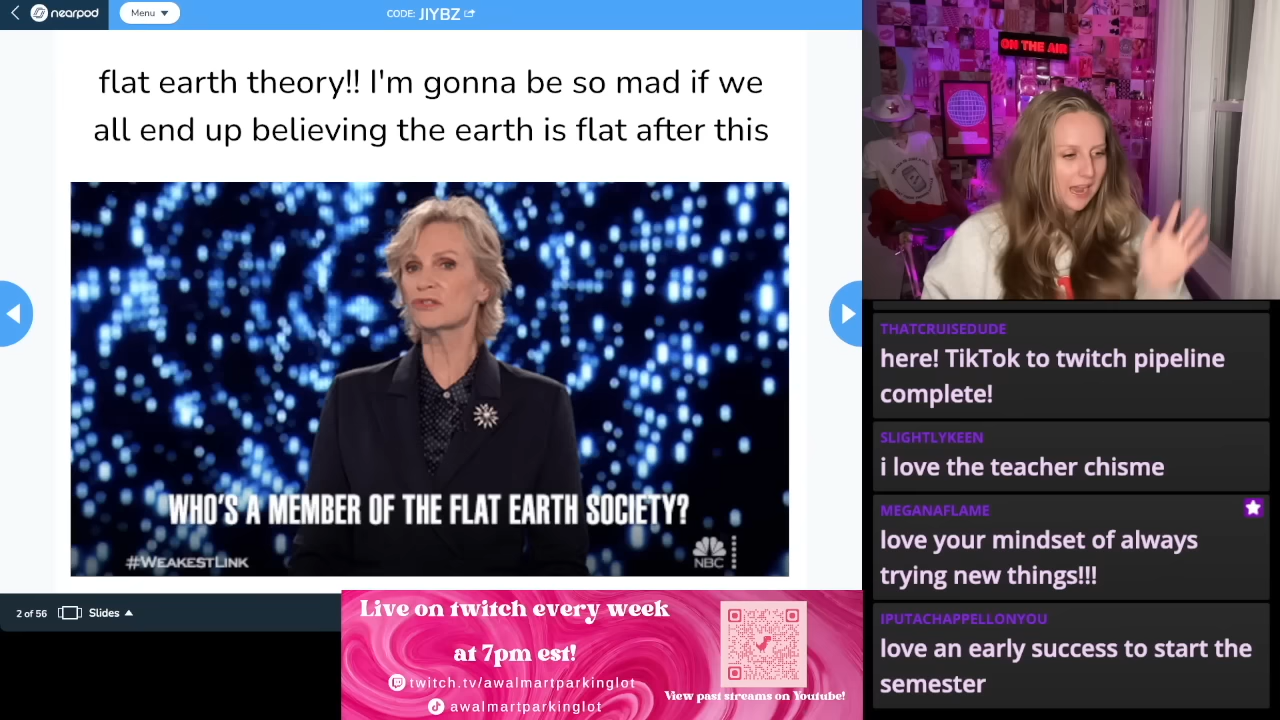 nearpod
Menu
CODE: JIYBZ
flat earth theory!! I'm gonna be so mad if we
all end up believing the earth is flat after this
WHO'S A MEMBER OF THE FLAT EARTH SOCIETY?
#WEAKESTLINK
NBC
2 of 56
Slides
Live on twitch every week
at 7pm est!
twitch.tv/awalmartparkinglot
awalmartparkinglot
View past streams on Youtube!
ON THE AIR
THATCRUISEDUDE
here! TikTok to twitch pipeline
complete!
SLIGHTLYKEEN
i love the teacher chisme
MEGANAFLAME
love your mindset of always
trying new things!!!
IPUTACHAPPELLONYOU
love an early success to start the
semester